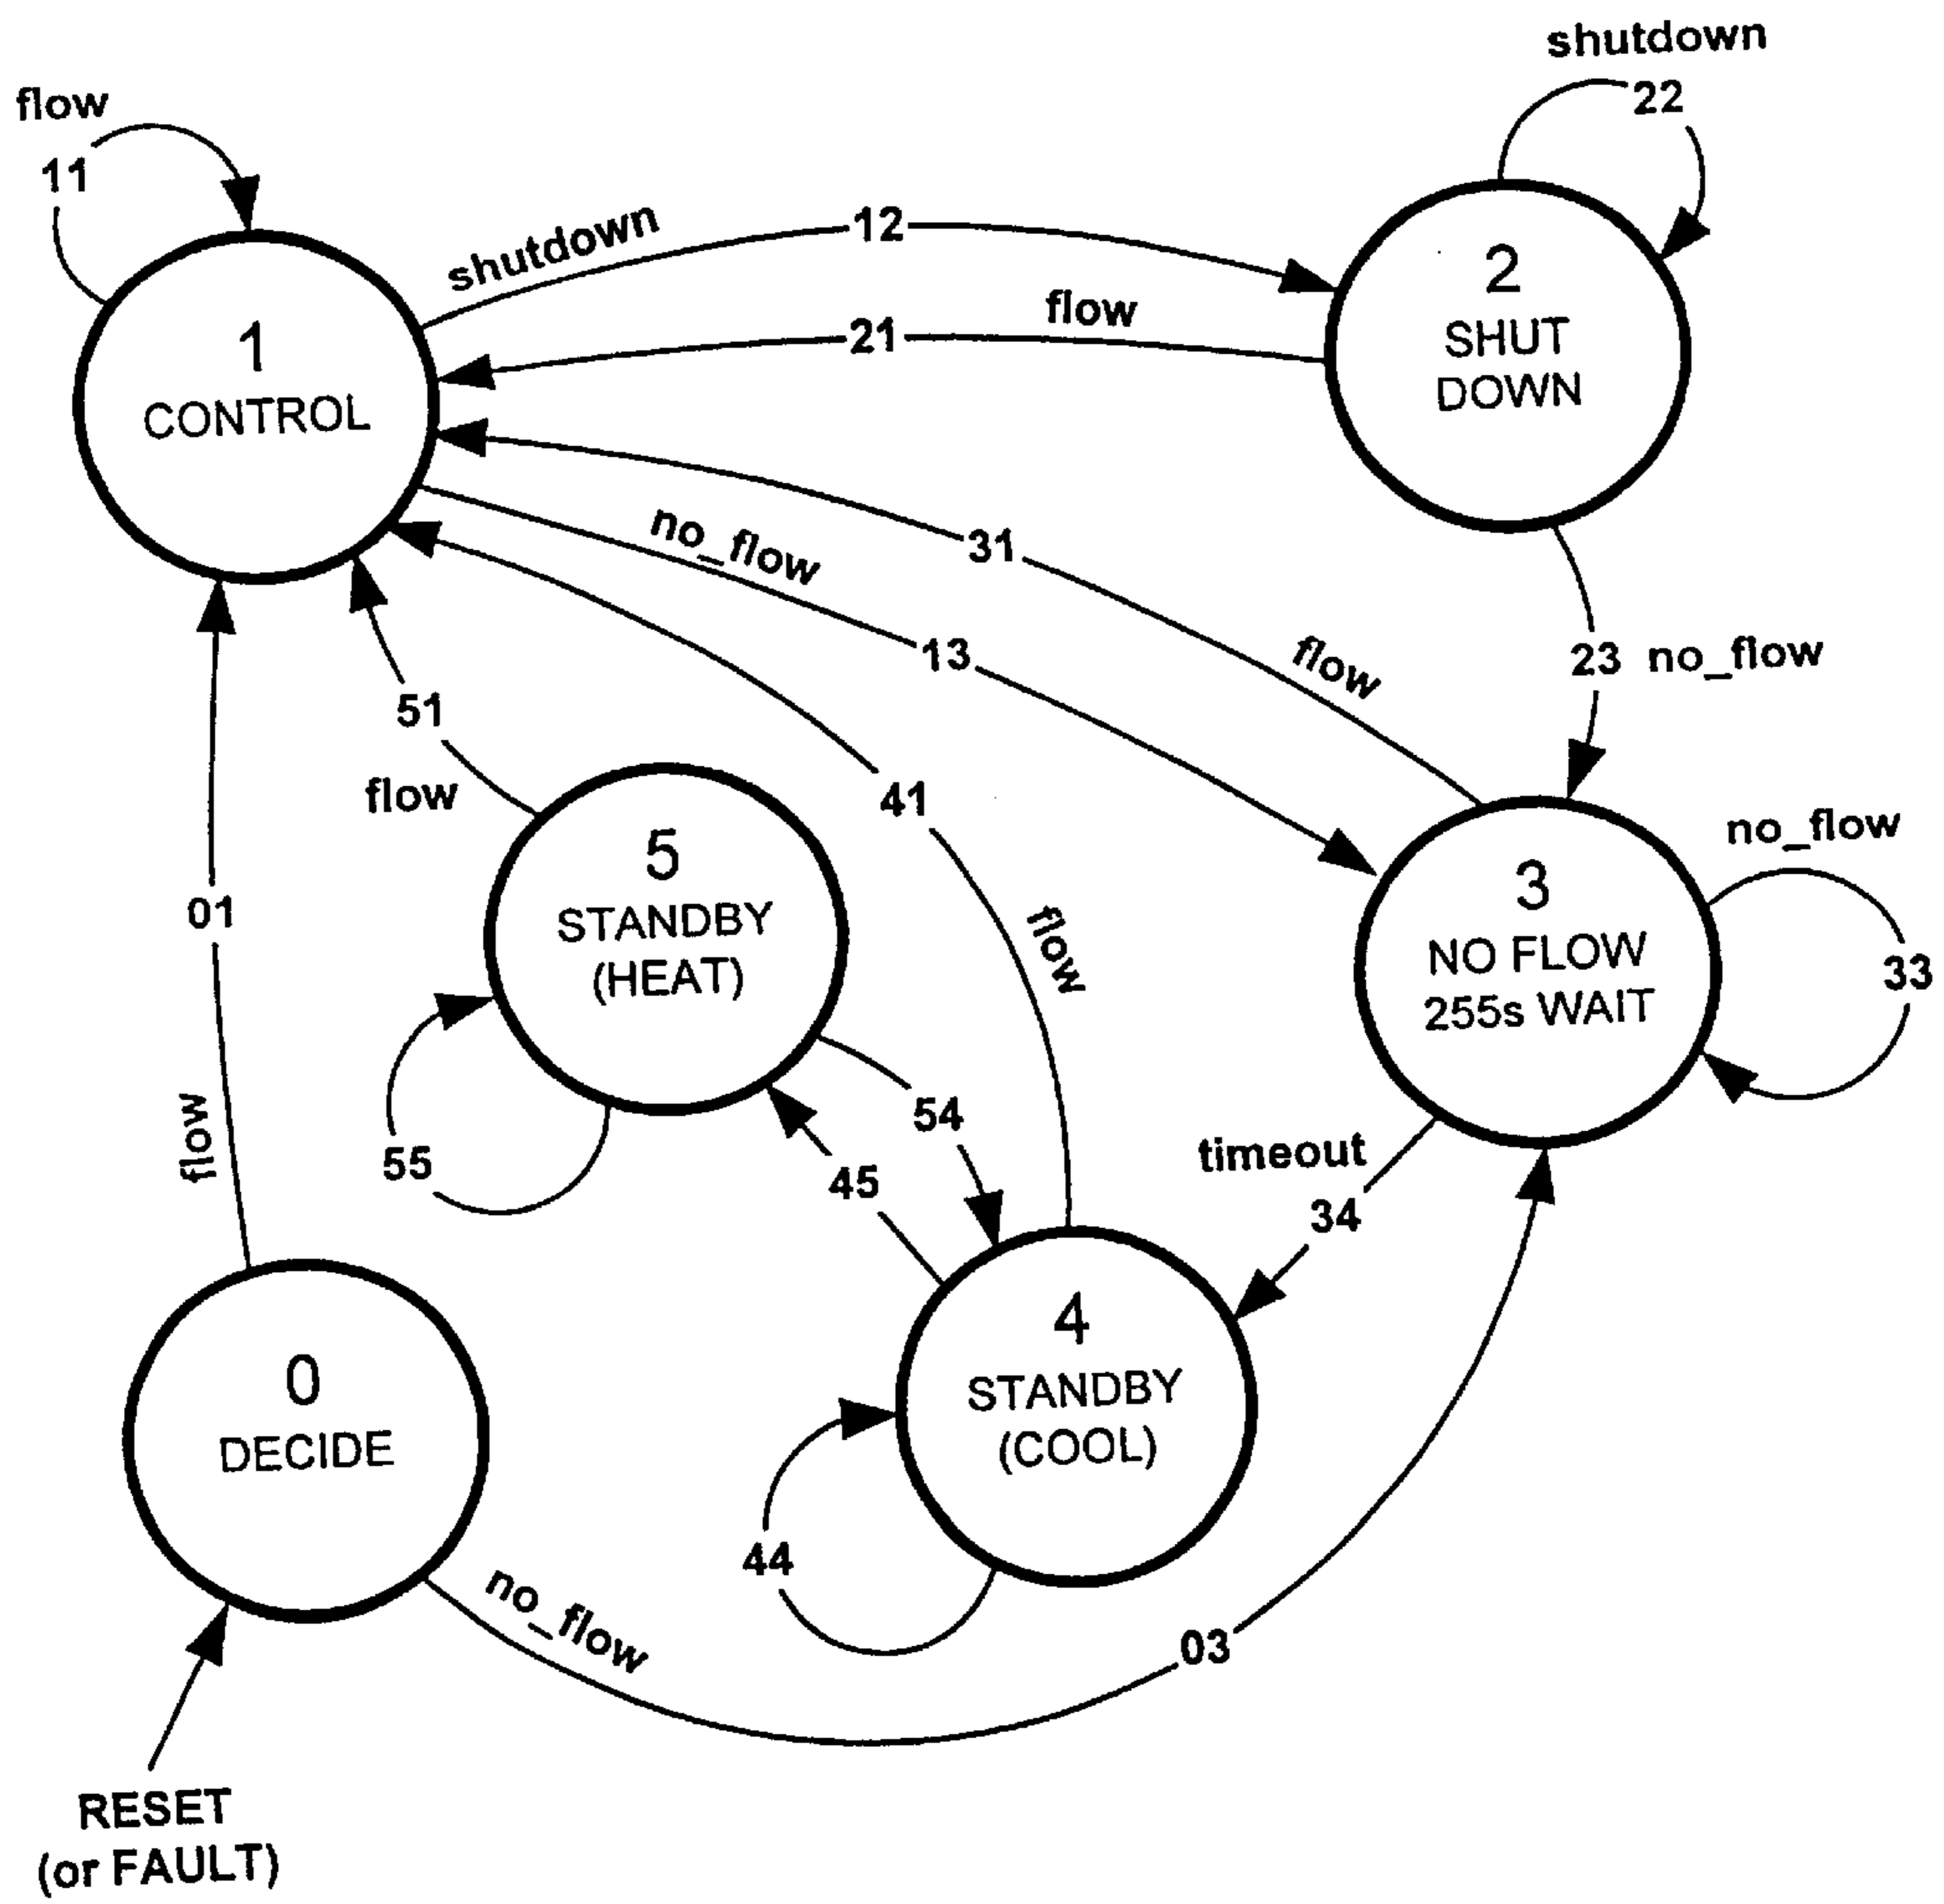 shutdown
22
flow
11
shutdown
12
2
SHUT
DOWN
flow
21
1
CONTROL
no_flow
31
13
flow
23 no_flow
51
flow
41
no_flow
5
STANDBY
(HEAT)
flow
3
NO FLOW
255s WAIT
33
01
flow
54
55
45
timeout
34
4
STANDBY
(COOL)
0
DECIDE
44
no_flow
03
RESET
(or FAULT)